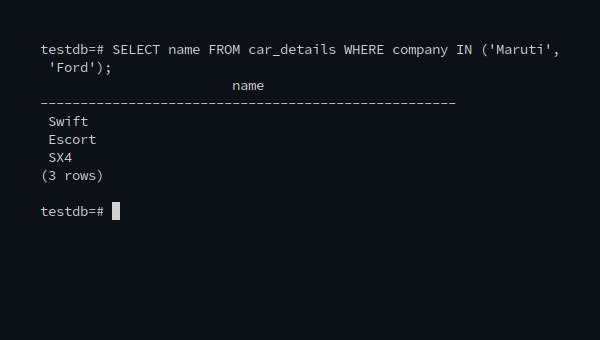 testdb=# SELECT name FROM car_details WHERE company IN ('Maruti',
'Ford');
name
----------------------------------------------------
Swift
Escort
SX4
(3 rows)
testdb=#